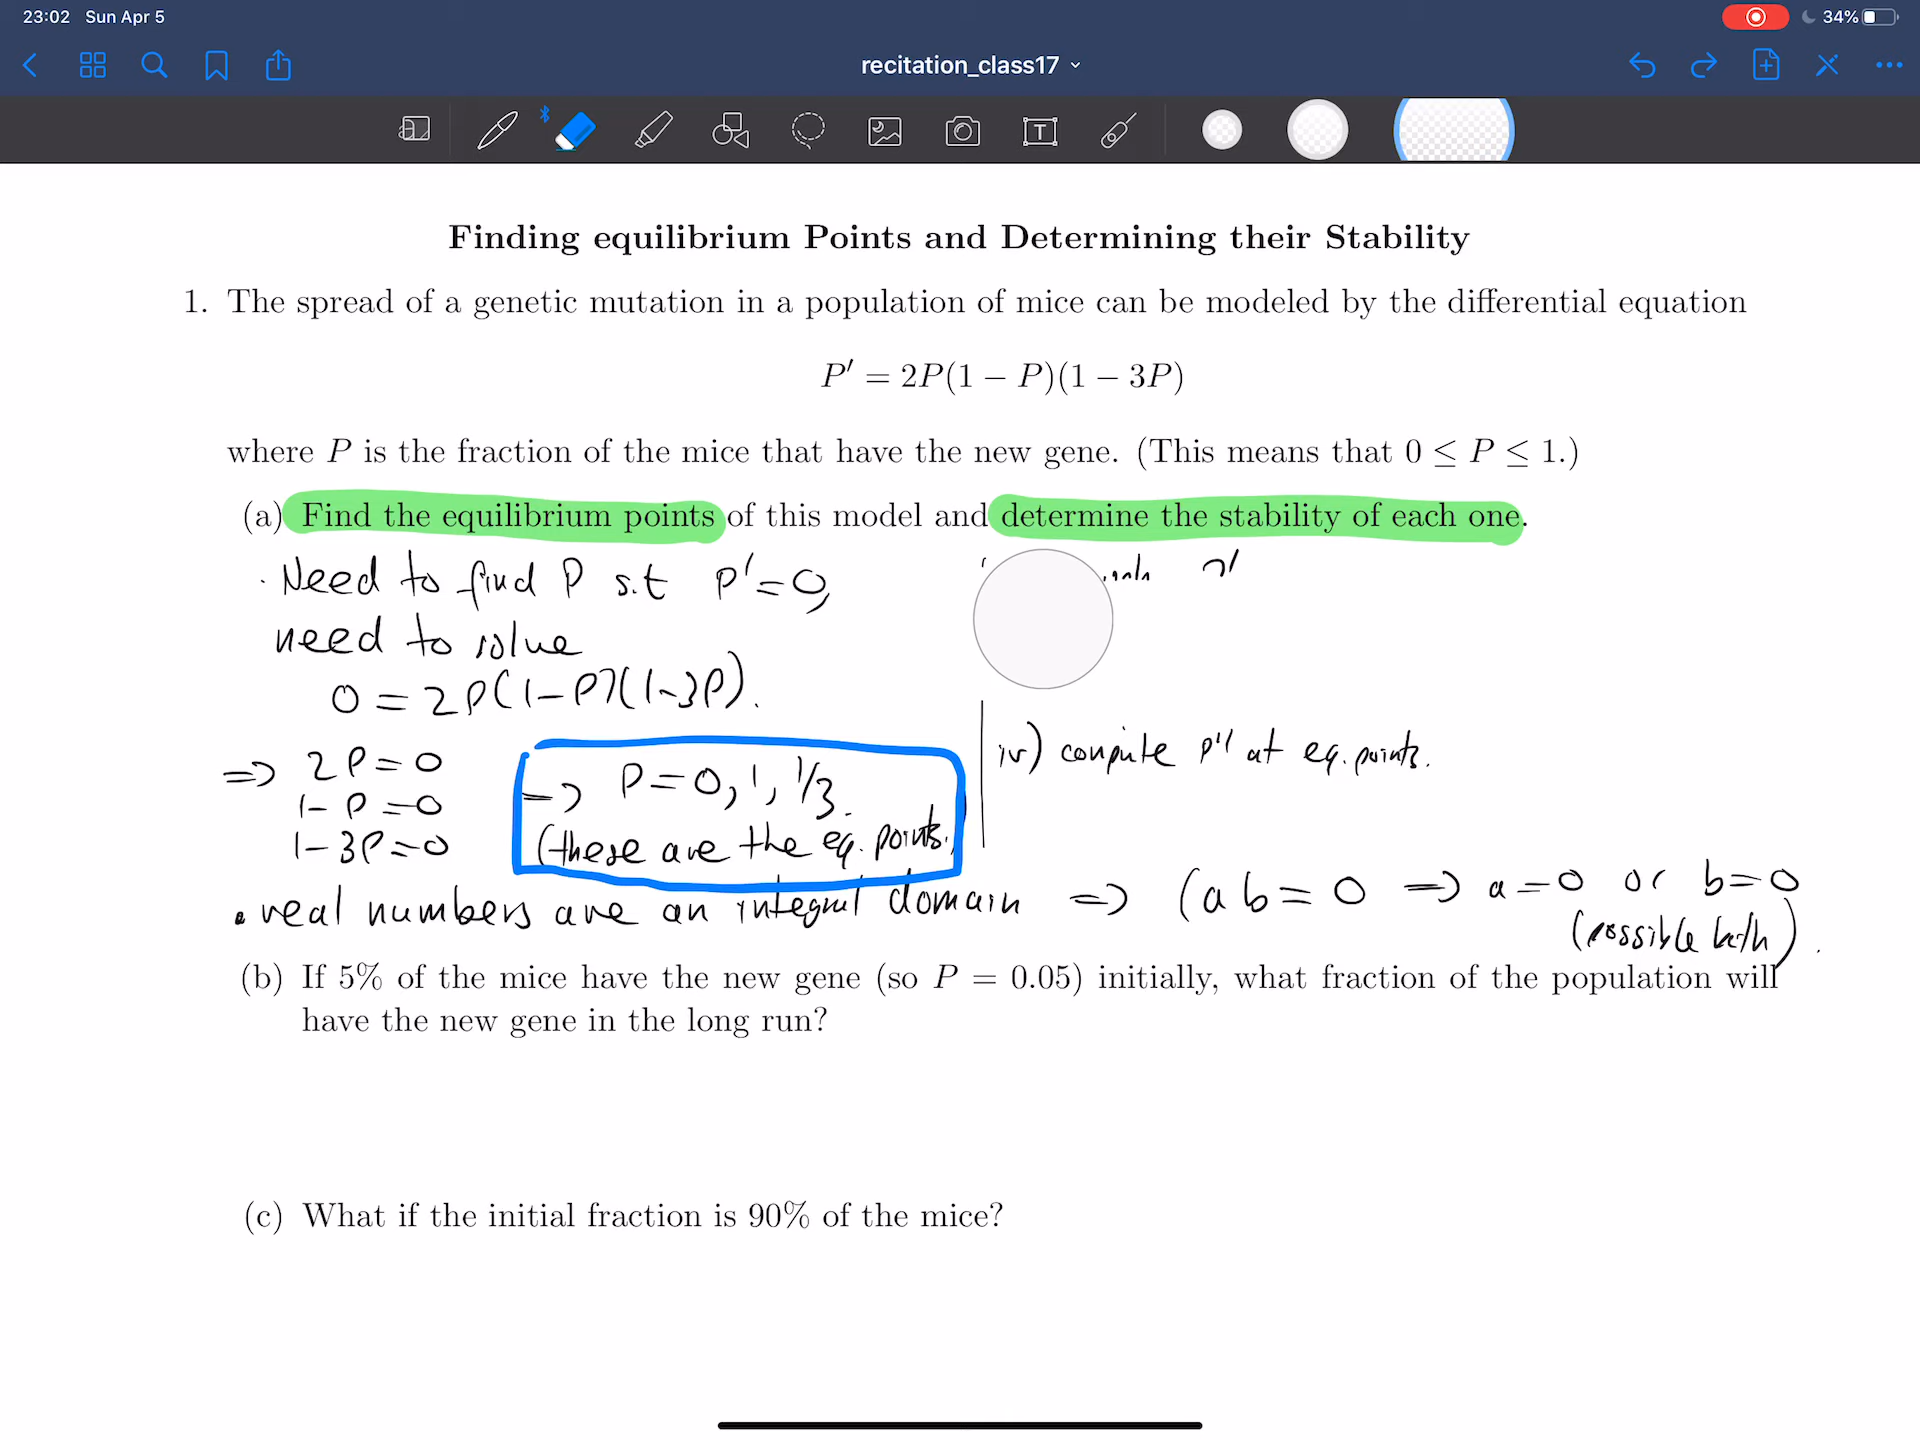 23:02 Sun Apr 5
34%
recitation_class17
Finding equilibrium Points and Determining their Stability
1. The spread of a genetic mutation in a population of mice can be modeled by the differential equation
P′ = 2P(1 − P)(1 − 3P)
where P is the fraction of the mice that have the new gene. (This means that 0 ≤ P ≤ 1.)
(a) Find the equilibrium points of this model and determine the stability of each one.
· Need to find P s.t P' = 0,
need to solve
0 = 2P(1-P)(1-3P).
=> 2P = 0
1 - P = 0
1 - 3P = 0
=> P = 0, 1, 1/3.
(these are the eq. points.)
iv) compute P'' at eq. points.
• real numbers are an integral domain => (ab = 0 => a = 0 or b = 0
(possible both).
(b) If 5% of the mice have the new gene (so P = 0.05) initially, what fraction of the population will
have the new gene in the long run?
(c) What if the initial fraction is 90% of the mice?